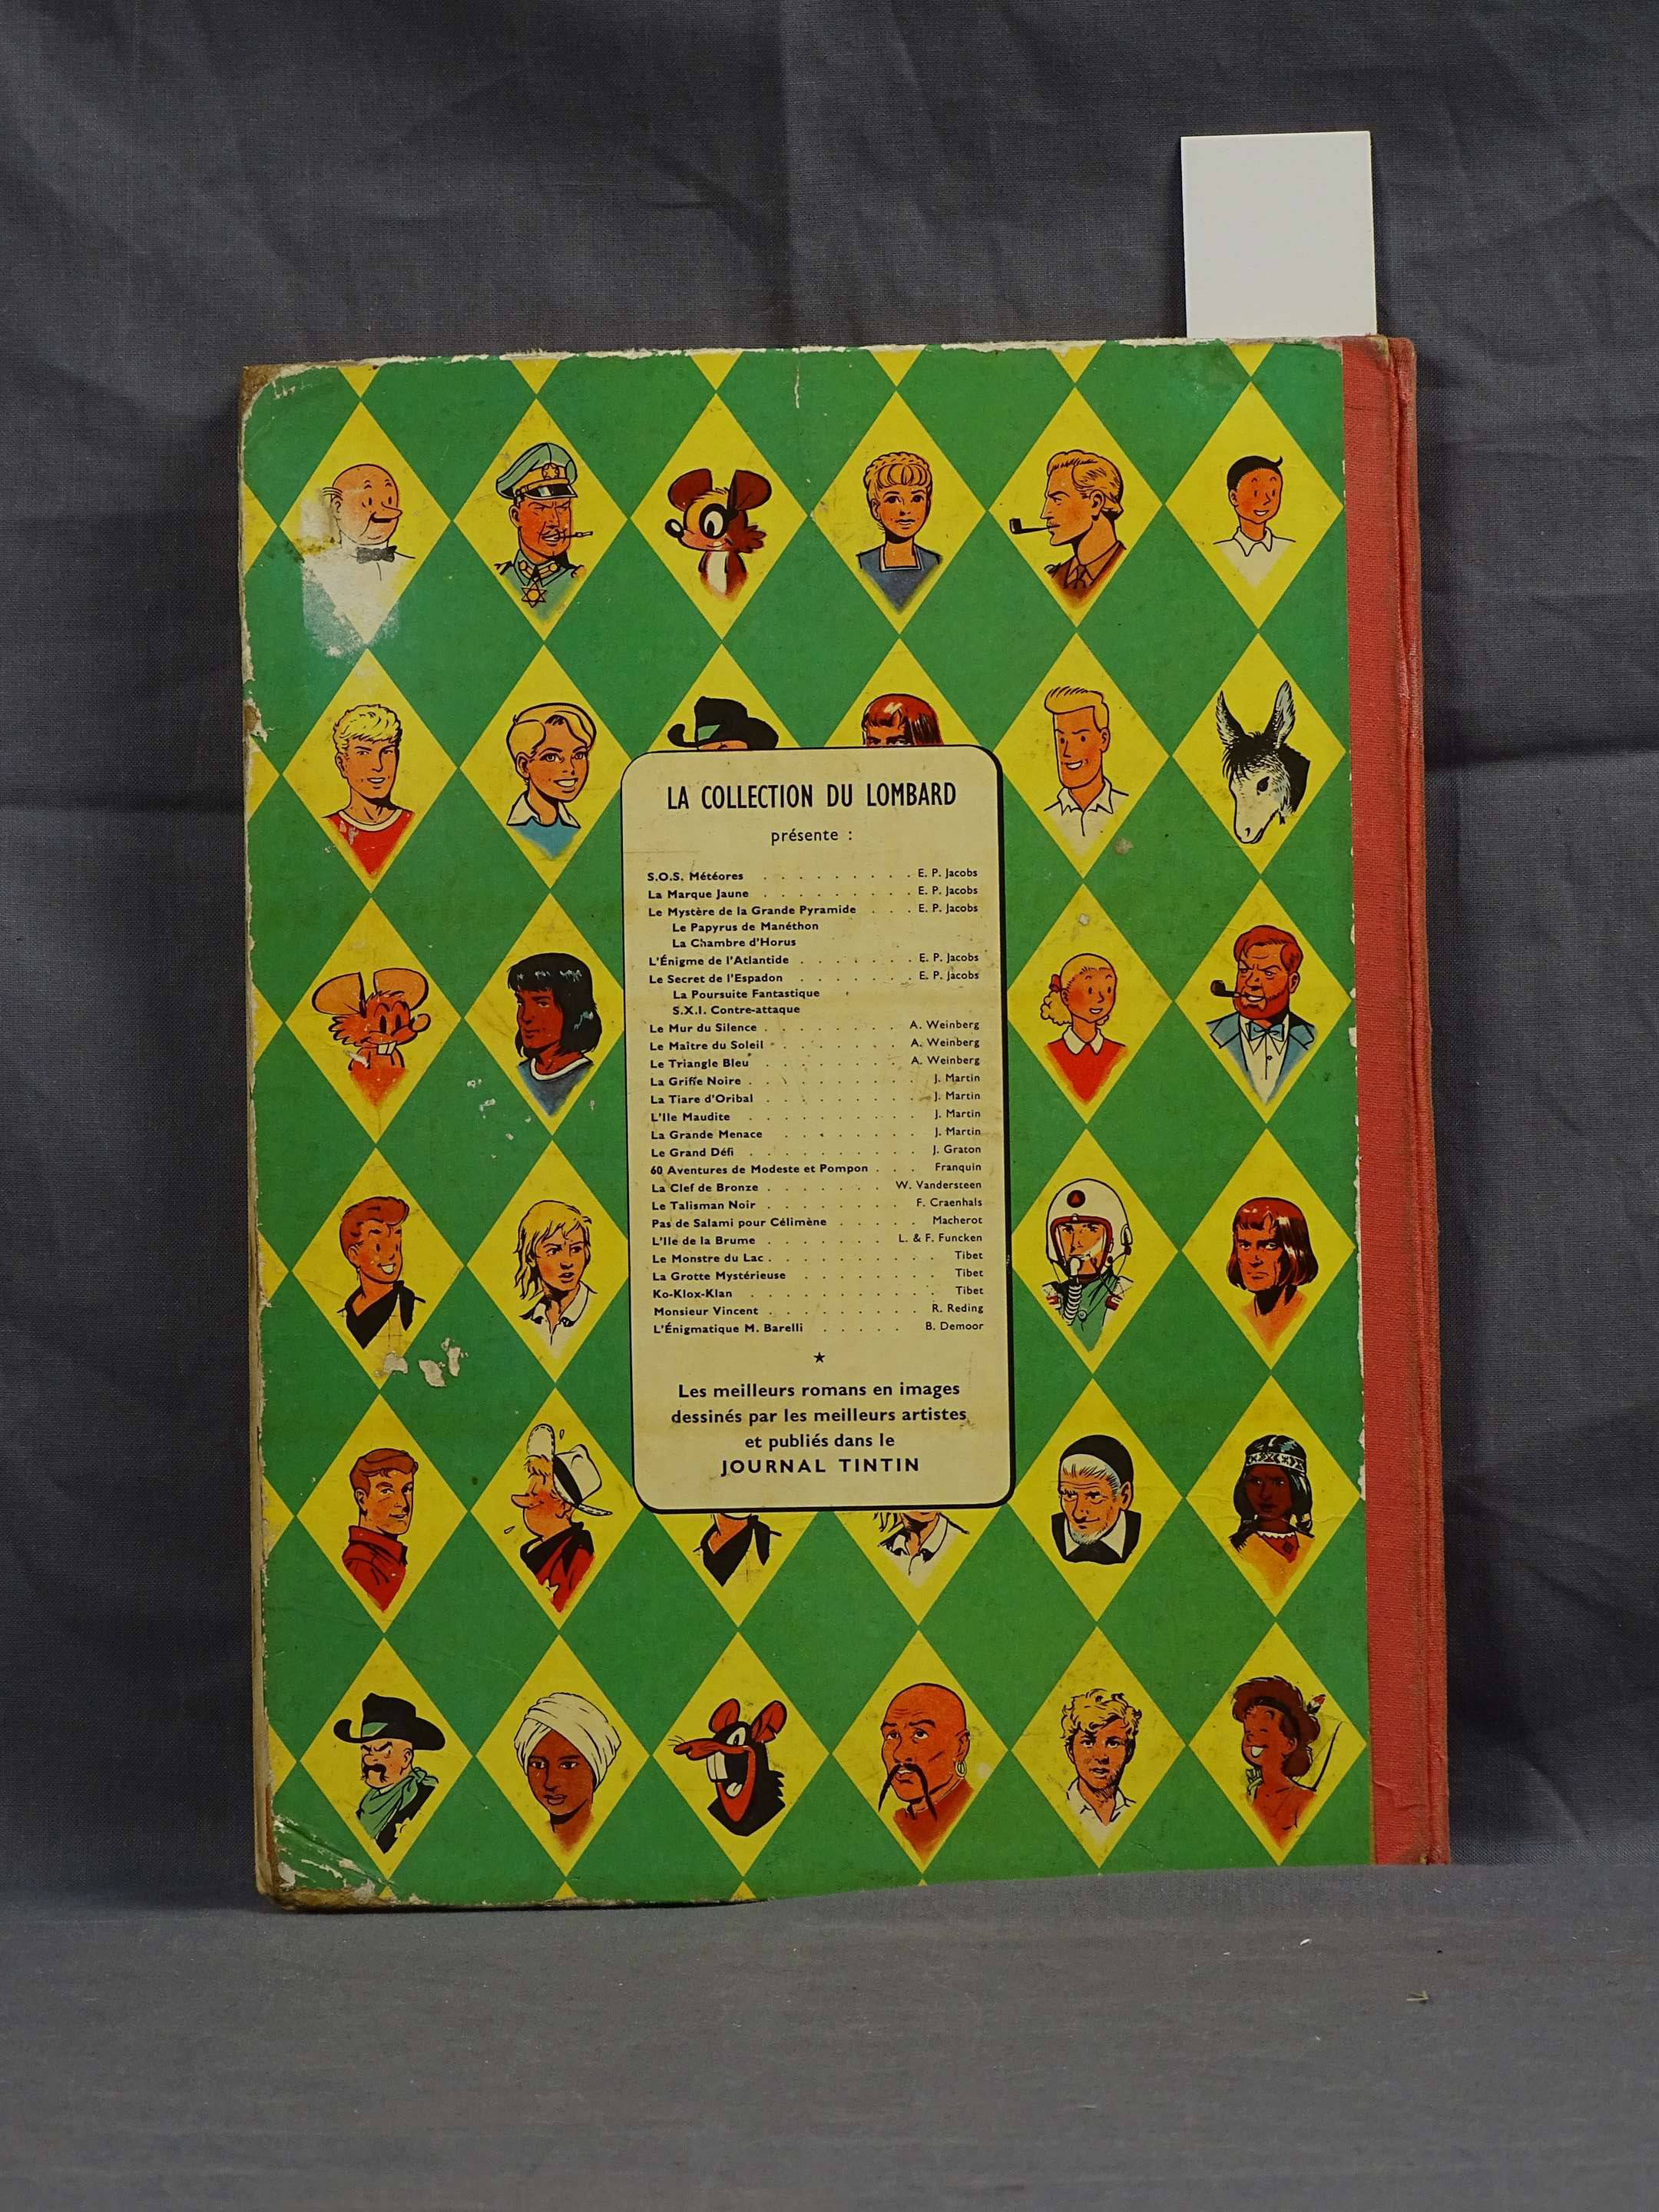 LA COLLECTION DU LOMBARD
présente :
S.O.S. Météores . . . . . . . . . E. P. Jacobs
La Marque Jaune . . . . . . . . . E. P. Jacobs
Le Mystère de la Grande Pyramide . . . E. P. Jacobs
Le Papyrus de Manéthon
La Chambre d'Horus
L'Énigme de l'Atlantide . . . . . . . E. P. Jacobs
Le Secret de l'Espadon . . . . . . . E. P. Jacobs
La Poursuite Fantastique
S.X.I. Contre-attaque
Le Mur du Silence . . . . . . . . A. Weinberg
Le Maître du Soleil . . . . . . . . A. Weinberg
Le Triangle Bleu . . . . . . . . A. Weinberg
La Griffe Noire . . . . . . . . . . J. Martin
La Tiare d'Oribal . . . . . . . . . J. Martin
L'Ile Maudite . . . . . . . . . . J. Martin
La Grande Menace . . . . . . . . J. Martin
Le Grand Défi . . . . . . . . . . J. Graton
60 Aventures de Modeste et Pompon . . . Franquin
La Clef de Bronze . . . . . . . W. Vandersteen
Le Talisman Noir . . . . . . . . F. Craenhals
Pas de Salami pour Célimène . . . . . Macherot
L'Ile de la Brume . . . . . . . L. & F. Funcken
Le Monstre du Lac . . . . . . . . . . Tibet
La Grotte Mystérieuse . . . . . . . . Tibet
Ko-Klox-Klan . . . . . . . . . . . Tibet
Monsieur Vincent . . . . . . . . . R. Reding
L'Énigmatique M. Barelli . . . . . B. Demoor
★
Les meilleurs romans en images
dessinés par les meilleurs artistes
et publiés dans le
JOURNAL TINTIN